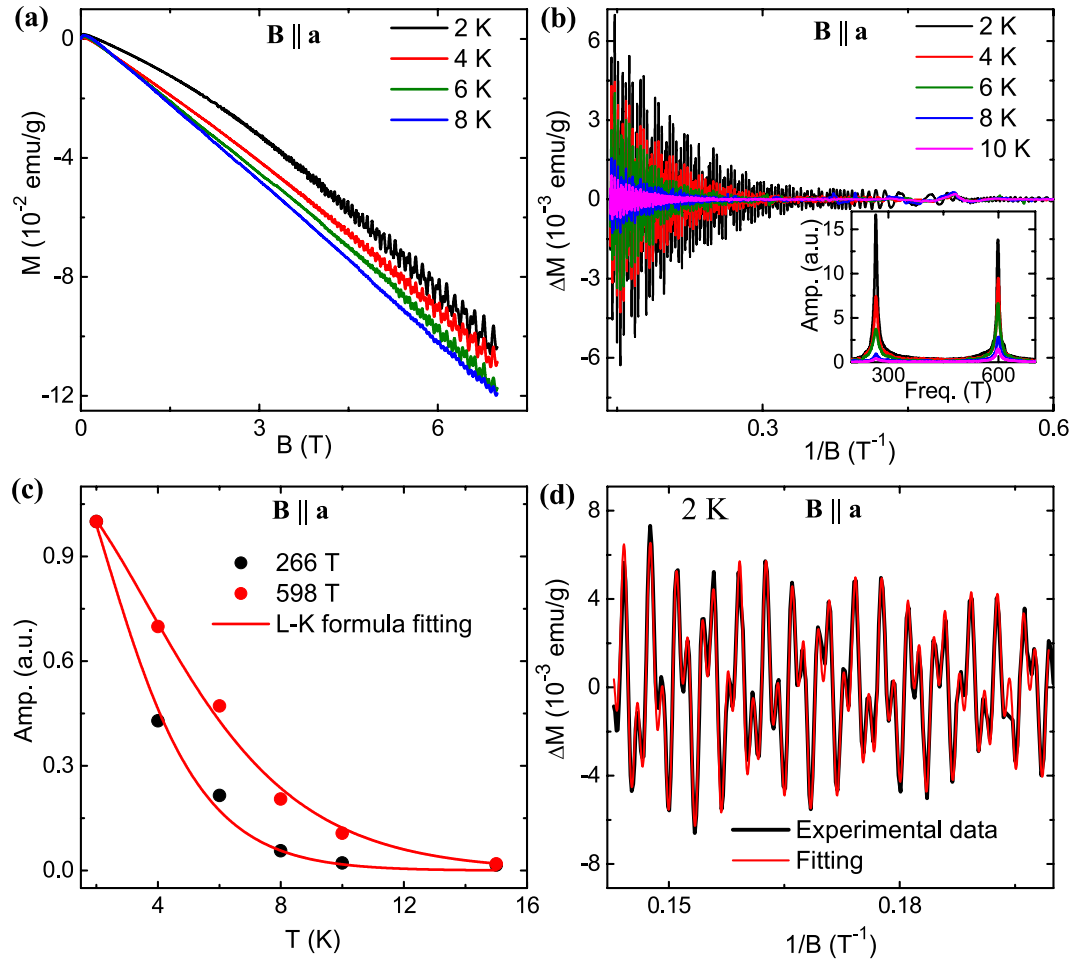 (a)
B || a
2 K
4 K
6 K
8 K
0
-4
-8
-12
M (10⁻² emu/g)
0
3
6
B (T)
(b)
B || a
2 K
4 K
6 K
8 K
10 K
6
3
0
-3
-6
ΔM (10⁻³ emu/g)
15
10
5
0
Amp. (a.u.)
300
600
Freq. (T)
0.3
0.6
1/B (T⁻¹)
(c)
B || a
266 T
598 T
L-K formula fitting
0.9
0.6
0.3
0.0
Amp. (a.u.)
4
8
12
16
T (K)
(d)
2 K
B || a
8
4
0
-4
-8
ΔM (10⁻³ emu/g)
Experimental data
Fitting
0.15
0.18
1/B (T⁻¹)